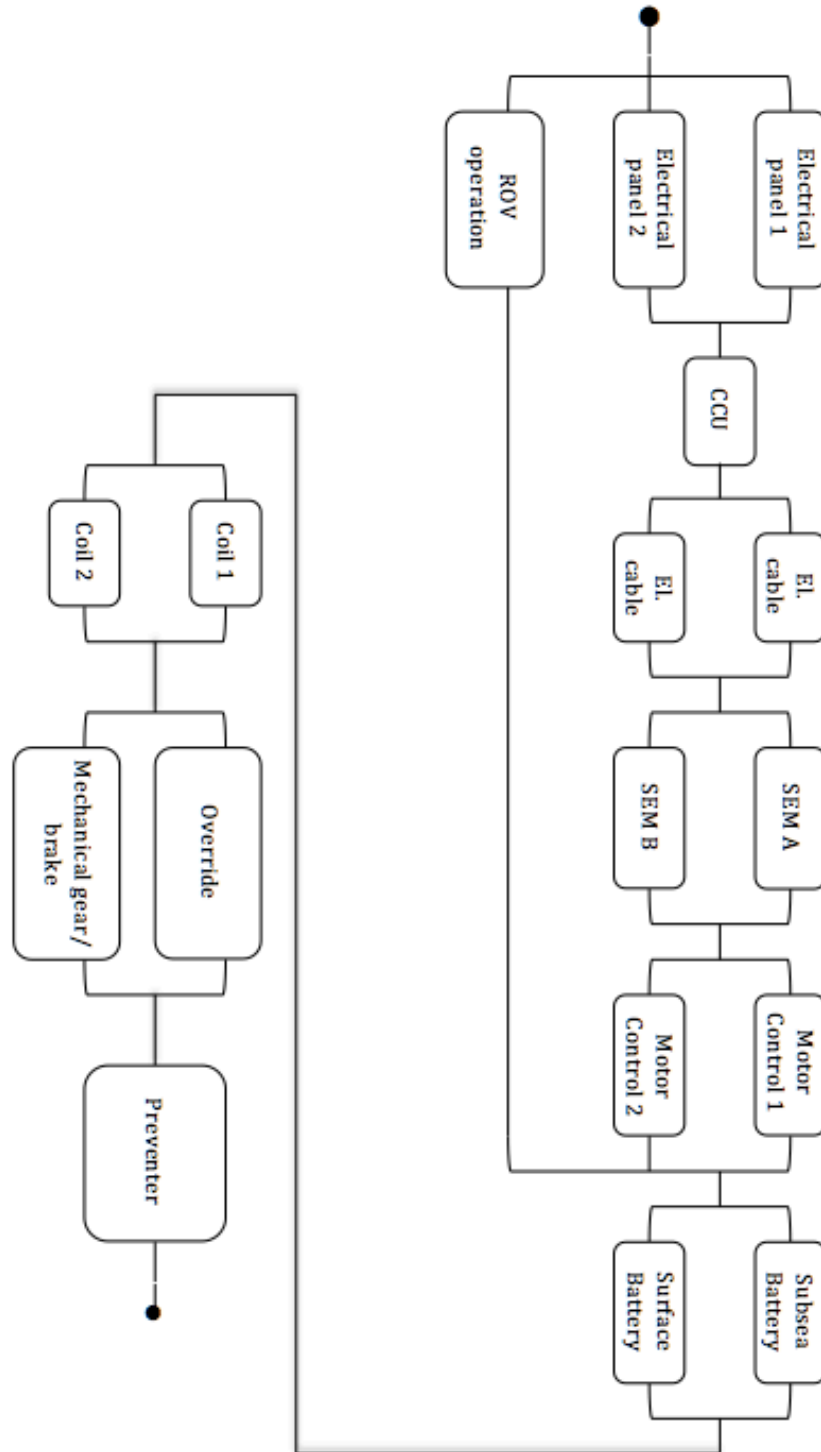 Electrical
panel 1
Electrical
panel 2
ROV
operation
CCU
El.
cable
El.
cable
SEM A
SEM B
Motor
Control 1
Motor
Control 2
Subsea
Battery
Surface
Battery
Coil 1
Coil 2
Override
Mechanical gear/
brake
Preventer